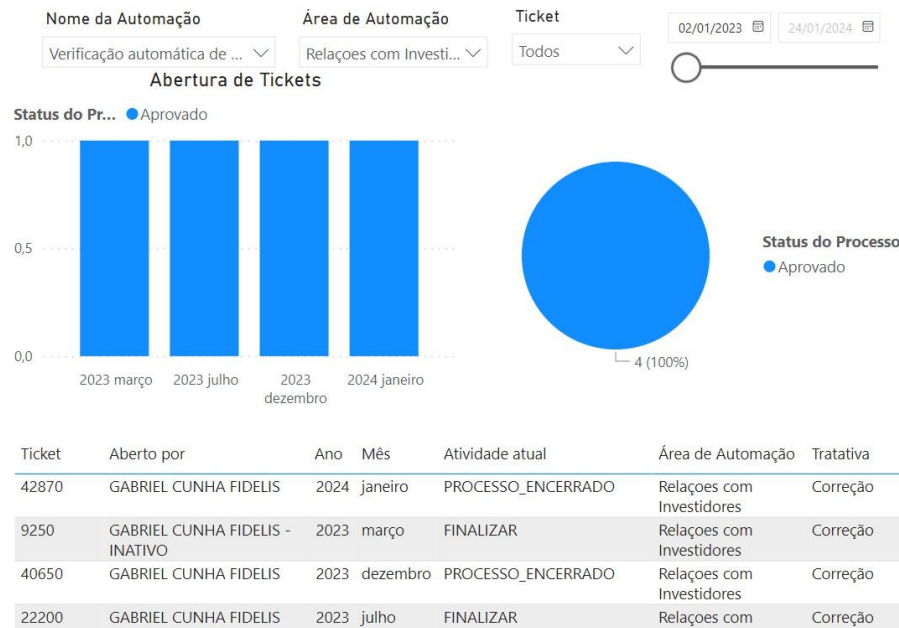 Nome da Automação
Área de Automação
Ticket
02/01/2023
24/01/2024
Verificação automática de ...
Relaçoes com Investi...
Todos
Abertura de Tickets
Status do Pr...
Aprovado
1,0
0,5
0,0
2023 março
2023 julho
2023
dezembro
2024 janeiro
Status do Processo
Aprovado
4 (100%)
Ticket Aberto por Ano Mês Atividade atual Área de Automação Tratativa
42870 GABRIEL CUNHA FIDELIS 2024 janeiro PROCESSO_ENCERRADO Relaçoes com Correção
Investidores
9250 GABRIEL CUNHA FIDELIS - 2023 março FINALIZAR Relaçoes com Correção
INATIVO Investidores
40650 GABRIEL CUNHA FIDELIS 2023 dezembro PROCESSO_ENCERRADO Relaçoes com Correção
Investidores
22200 GABRIEL CUNHA FIDELIS 2023 julho FINALIZAR Relaçoes com Correção